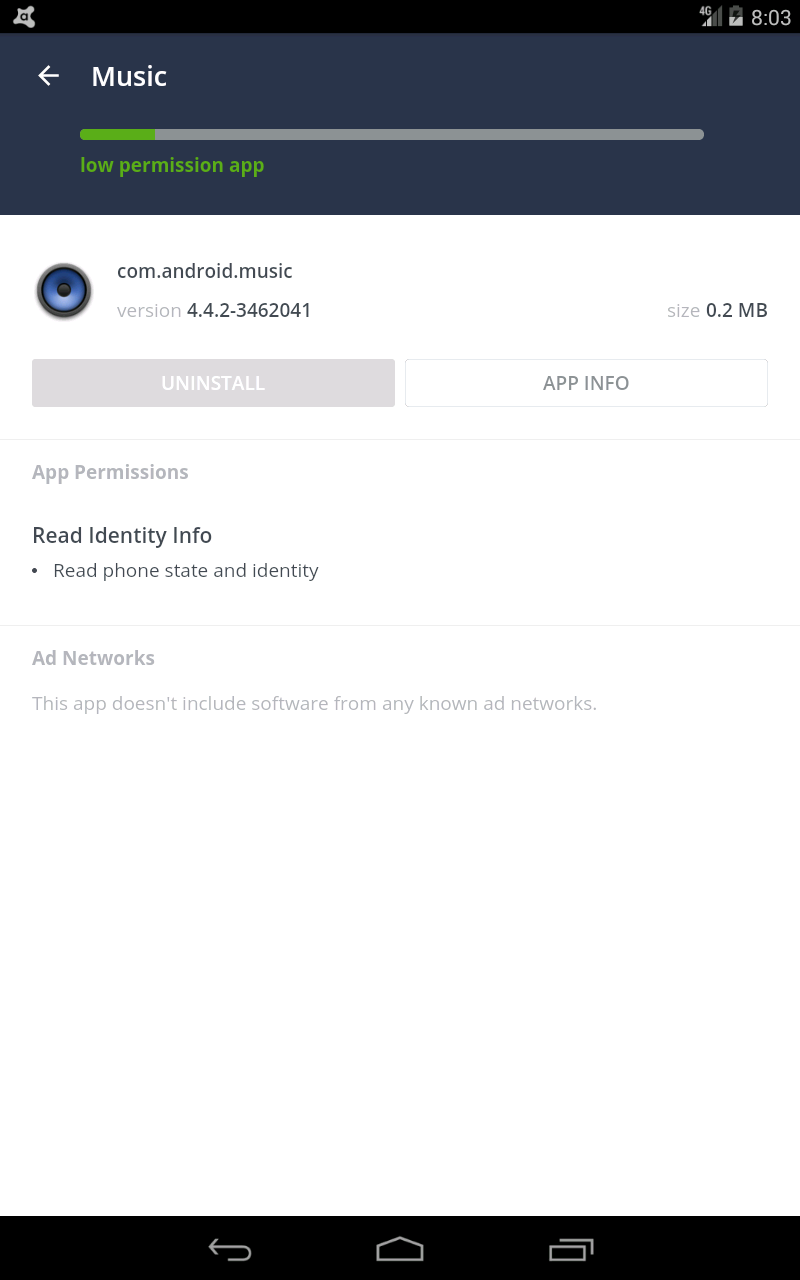 4G 8:03
Music
low permission app
com.android.music
version 4.4.2-3462041 size 0.2 MB
UNINSTALL APP INFO
App Permissions
Read Identity Info
• Read phone state and identity
Ad Networks
This app doesn't include software from any known ad networks.